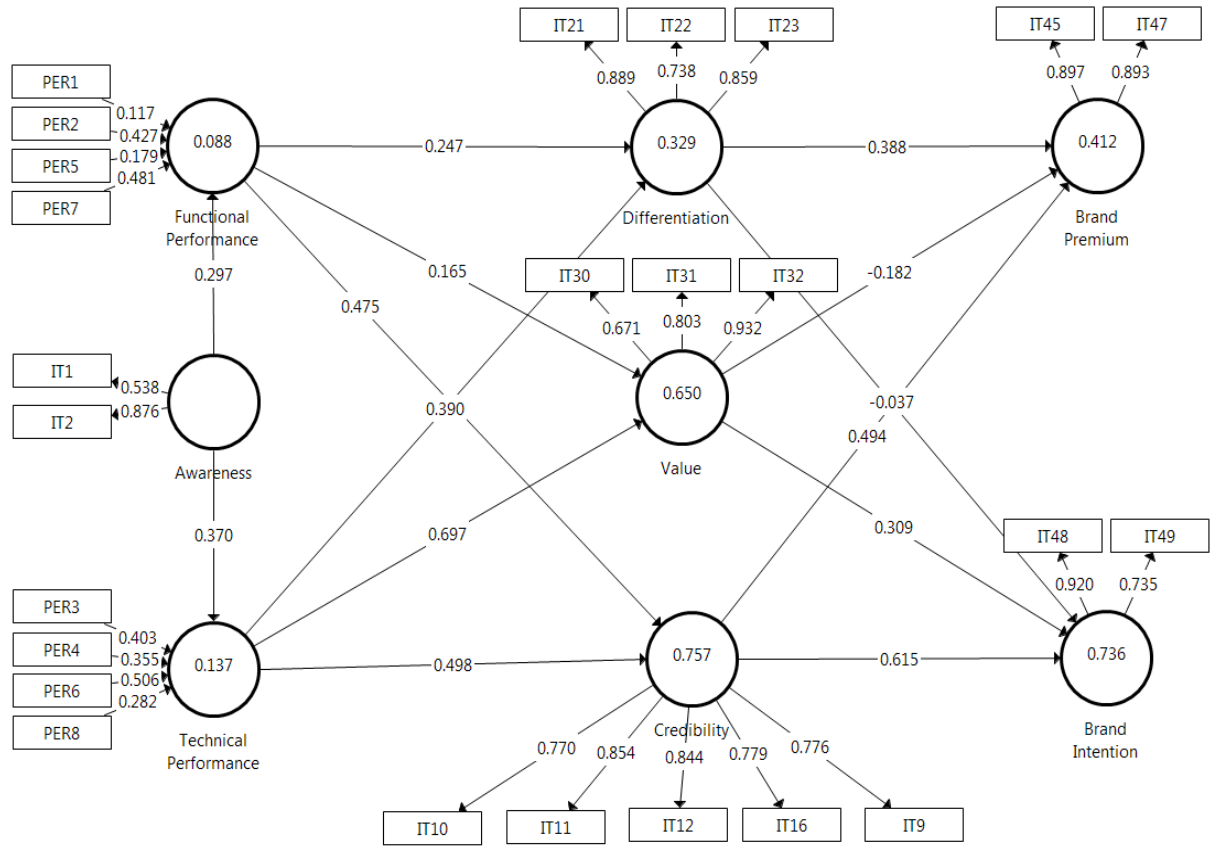 IT21
IT22
IT23
IT45
IT47
0.889
0.738
0.859
0.897
0.893
PER1
PER2
PER5
PER7
0.117
0.427
0.179
0.481
0.088
0.247
0.329
0.388
0.412
Functional
Performance
Differentiation
Brand
Premium
0.297
0.475
0.165
IT30
IT31
IT32
0.671
0.803
0.932
-0.182
IT1
IT2
0.538
0.876
Awareness
0.390
0.650
Value
-0.037
0.494
0.370
0.697
0.309
IT48
IT49
0.920
0.735
PER3
PER4
PER6
PER8
0.403
0.355
0.506
0.282
0.137
0.498
0.757
0.615
0.736
Technical
Performance
Credibility
Brand
Intention
0.770
0.854
0.844
0.779
0.776
IT10
IT11
IT12
IT16
IT9